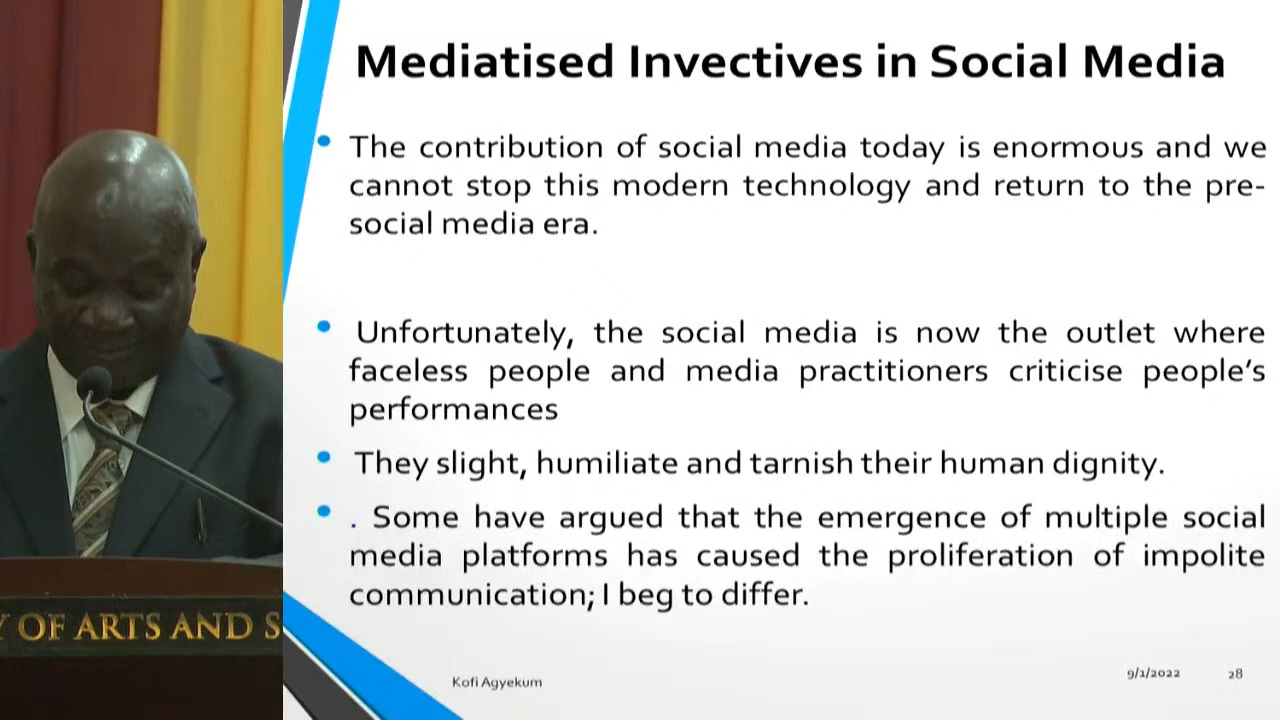 Mediatised Invectives in Social Media
• The contribution of social media today is enormous and we
cannot stop this modern technology and return to the pre-
social media era.
• Unfortunately, the social media is now the outlet where
faceless people and media practitioners criticise people's
performances
• They slight, humiliate and tarnish their human dignity.
• . Some have argued that the emergence of multiple social
media platforms has caused the proliferation of impolite
communication; I beg to differ.
Y OF ARTS AND S
Kofi Agyekum
9/1/2022
28